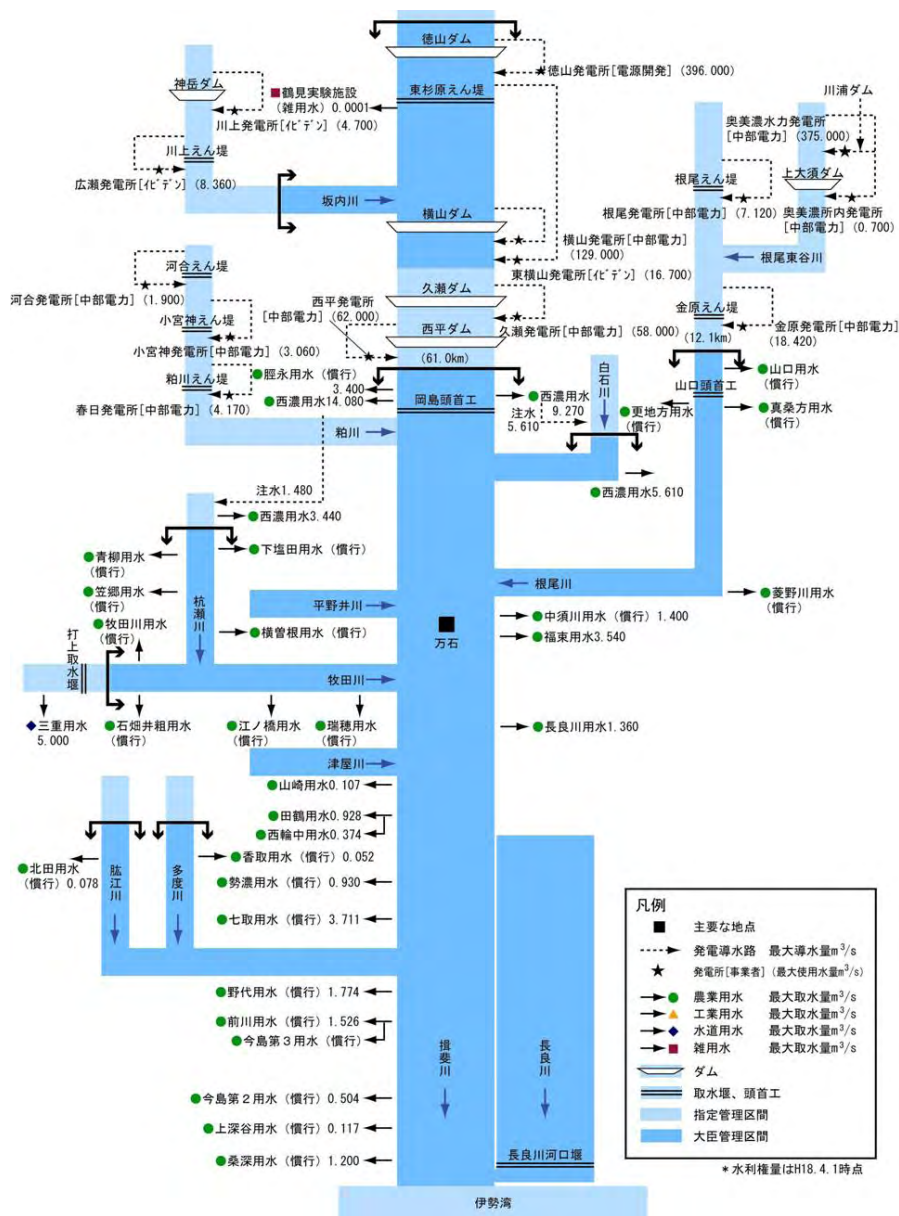 徳山ダム
徳山発電所[電源開発] (396.000)
東杉原えん堤
神岳ダム
鶴見実験施設
(雑用水) 0.0001
川上発電所[イビデン] (4.700)
川上えん堤
広瀬発電所[イビデン] (8.360)
坂内川
横山ダム
横山発電所[中部電力]
(129.000)
東横山発電所[イビデン] (16.700)
川浦ダム
奥美濃水力発電所
[中部電力] (375.000)
上大須ダム
根尾えん堤
根尾発電所[中部電力] (7.120)
奥美濃所内発電所
[中部電力] (0.700)
根尾東谷川
河合えん堤
河合発電所[中部電力] (1.900)
小宮神えん堤
小宮神発電所[中部電力] (3.060)
粕川えん堤
春日発電所[中部電力] (4.170)
粕川
西平発電所
[中部電力]
(62.000)
久瀬ダム
西平ダム
久瀬発電所[中部電力] (58.000)
(61.0km)
金原えん堤
(12.1km)
金原発電所[中部電力]
(18.420)
脛永用水 (慣行)
3.400
西濃用水14.080
岡島頭首工
西濃用水
9.270
注水
5.610
白石川
更地方用水
(慣行)
山口頭首工
山口用水
(慣行)
真桑方用水
(慣行)
西濃用水5.610
注水1.480
西濃用水3.440
下塩田用水 (慣行)
青柳用水
(慣行)
笠郷用水
(慣行)
牧田川用水
(慣行)
杭瀬川
横曽根用水 (慣行)
平野井川
根尾川
菱野川用水
(慣行)
中須川用水 (慣行) 1.400
福束用水3.540
万石
打上取水堰
牧田川
三重用水
5.000
石畑井粗用水
(慣行)
江ノ橋用水
(慣行)
瑞穂用水
(慣行)
長良川用水1.360
津屋川
山崎用水0.107
田鶴用水0.928
西輪中用水0.374
香取用水 (慣行) 0.052
北田用水
(慣行) 0.078
肱江川
多度川
勢濃用水 (慣行) 0.930
七取用水 (慣行) 3.711
野代用水 (慣行) 1.774
前川用水 (慣行) 1.526
今島第３用水 (慣行)
今島第２用水 (慣行) 0.504
上深谷用水 (慣行) 0.117
桑深用水 (慣行) 1.200
揖斐川
長良川
長良川河口堰
伊勢湾
凡例
主要な地点
発電導水路 最大導水量m³/s
発電所[事業者] (最大使用水量m³/s)
農業用水 最大取水量m³/s
工業用水 最大取水量m³/s
水道用水 最大取水量m³/s
雑用水 最大取水量m³/s
ダム
取水堰、頭首工
指定管理区間
大臣管理区間
*水利権量はH18.4.1時点